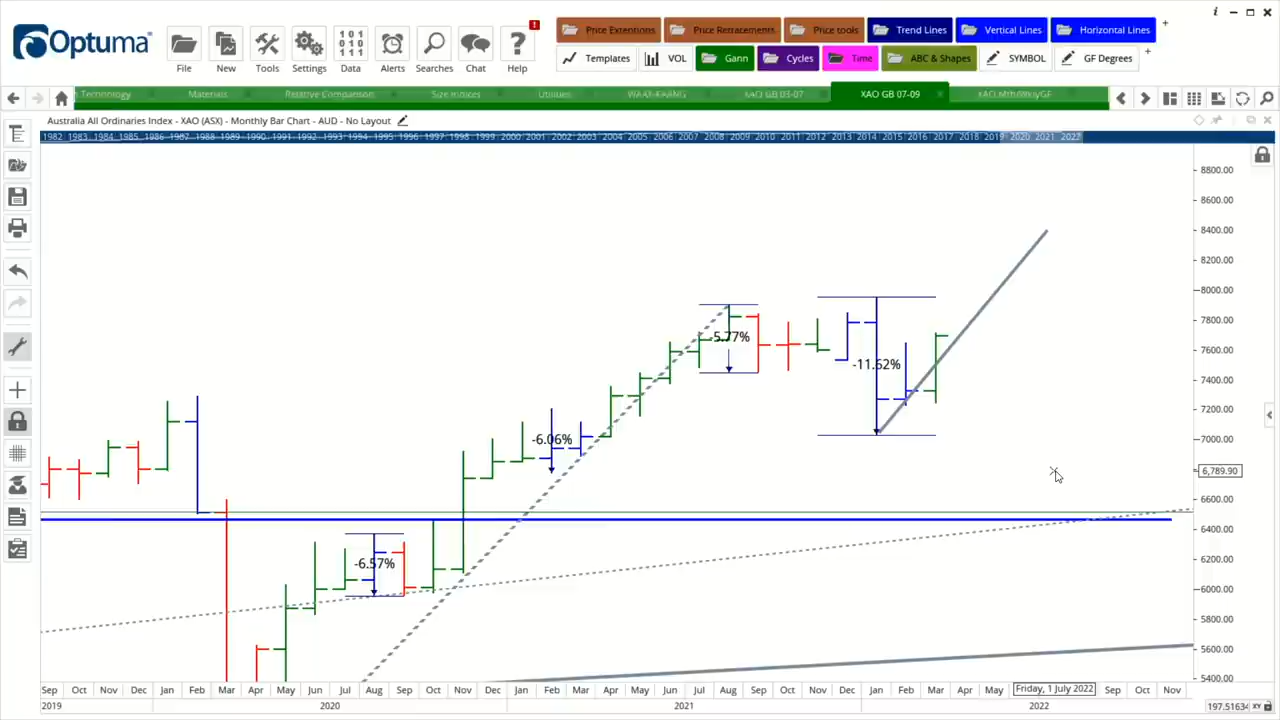 i
Optuma
File New Tools Settings Data Alerts Searches Chat Help
Price Extentions Price Retracements Price tools Trend Lines Vertical Lines Horizontal Lines
Templates VOL Gann Cycles Time ABC & Shapes SYMBOL GF Degrees
Technology Materials Relative Comparison Size Indices Utilities XAO GB 03-07 XAO GB 07-09
Australia All Ordinaries Index - XAO (ASX) - Monthly Bar Chart - AUD - No Layout
1982 1983 1984 1985 1986 1987 1988 1989 1990 1991 1992 1993 1994 1995 1996 1997 1998 1999 2000 2001 2002 2003 2004 2005 2006 2007 2008 2009 2010 2011 2012 2013 2014 2015 2016 2017 2018 2019 2020 2021 2022
8800.00
8600.00
8400.00
8200.00
8000.00
7800.00
-5.77%
7600.00
-11.62%
7400.00
7200.00
-6.06%
7000.00
6,789.90
6600.00
6400.00
-6.57%
6200.00
6000.00
5800.00
5600.00
5400.00
Sep Oct Nov Dec Jan Feb Mar Apr May Jun Jul Aug Sep Oct Nov Dec Jan Feb Mar Apr May Jun Jul Aug Sep Oct Nov Dec Jan Feb Mar Apr May Friday, 1 July 2022 Sep Oct Nov
2019 2020 2021 2022
197.51634 XY